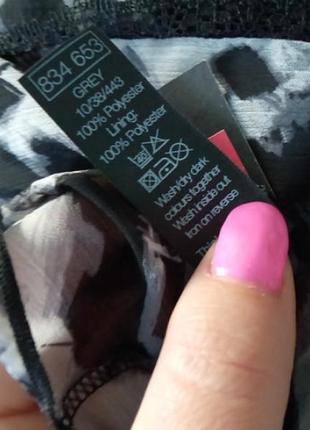 834 653
GREY
10/38/443
100% Polyester
Lining:
100% Polyester
Wash/dry dark
colours together
Wash inside out
Iron on reverse